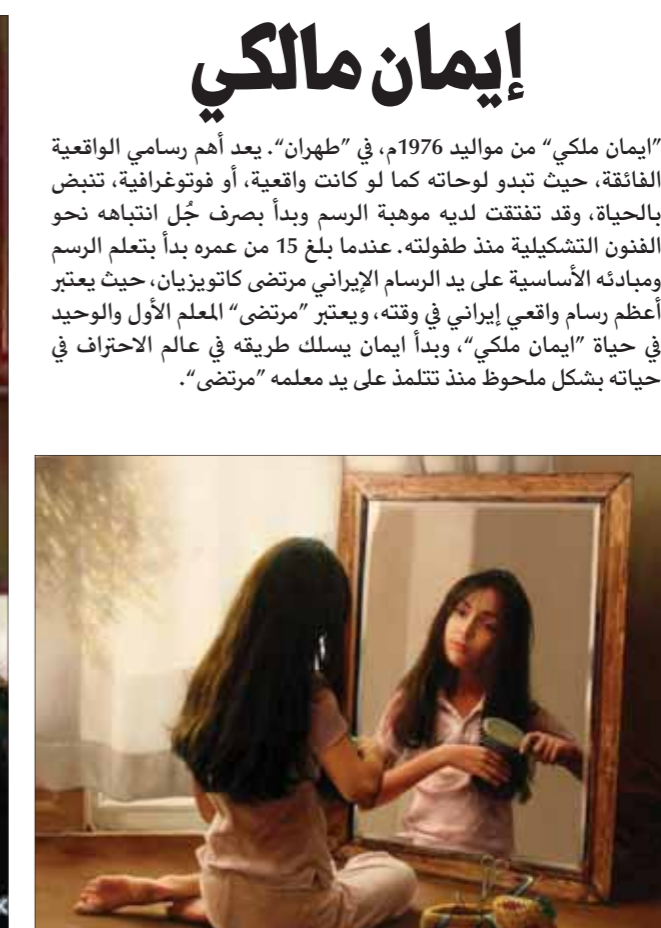 إيمان مالكي
"ايمان ملكي" من مواليد 1976م، في "طهران". يعد أهم رسامي الواقعية
الفائقة، حيث تبدو لوحاته كما لو كانت واقعية، أو فوتوغرافية، تنبض
بالحياة، وقد تفتقت لديه موهبة الرسم وبدأ بصرف جُل انتباهه نحو
الفنون التشكيلية منذ طفولته. عندما بلغ 15 من عمره بدأ بتعلم الرسم
ومبادئه الأساسية على يد الرسام الإيراني مرتضى كاتويزيان، حيث يعتبر
أعظم رسام واقعي إيراني في وقته، ويعتبر "مرتضى" المعلم الأول والوحيد
في حياة "ايمان ملكي"، وبدأ ايمان يسلك طريقه في عالم الاحتراف في
حياته بشكل ملحوظ منذ تتلمذ على يد معلمه "مرتضى".